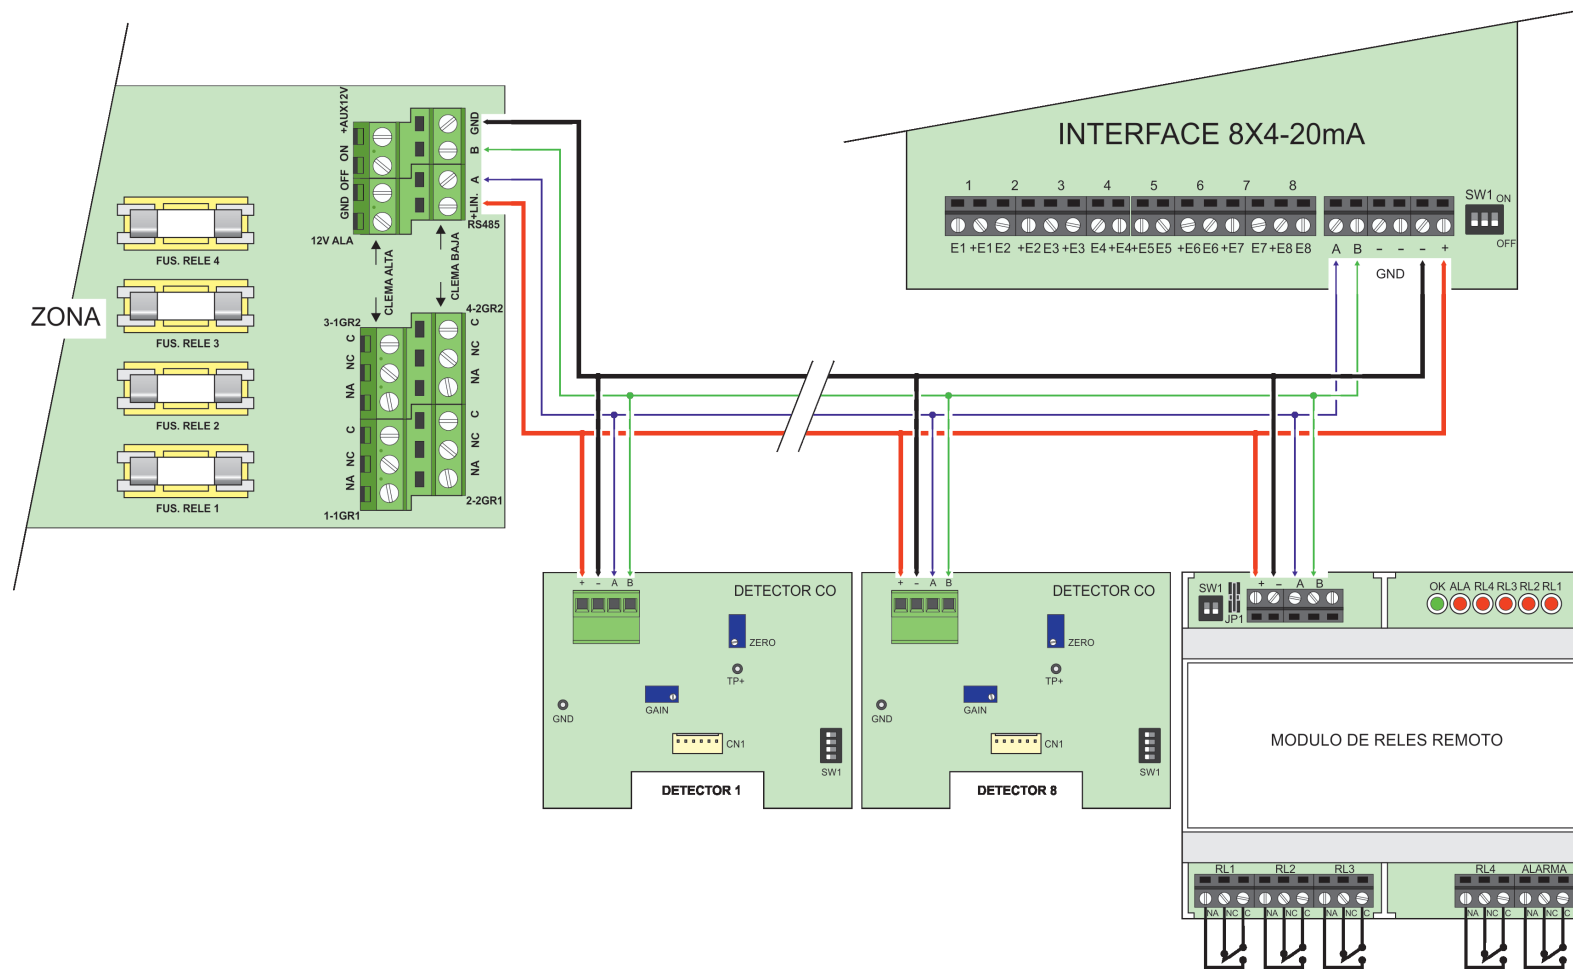 ZONA
FUS. RELE 4
FUS. RELE 3
FUS. RELE 2
FUS. RELE 1
+AUX12V
ON
OFF
GND
12V ALA
GND
B
A
+LIN.
RS485
CLEMA ALTA
CLEMA BAJA
3-1GR2
4-2GR2
C
NC
NA
C
NC
NA
C
NC
NA
C
NC
NA
1-1GR1
2-2GR1
INTERFACE 8X4-20mA
1 2 3 4 5 6 7 8
E1 +E1 E2 +E2 E3 +E3 E4 +E4 +E5 E5 +E6 E6 +E7 E7 +E8 E8
A B - - - +
GND
SW1 ON
OFF
+ - A B
DETECTOR CO
ZERO
TP+
GAIN
GND
CN1
SW1
DETECTOR 1
+ - A B
DETECTOR CO
ZERO
TP+
GAIN
GND
CN1
SW1
DETECTOR 8
SW1
JP1
+ - A B
OK ALA RL4 RL3 RL2 RL1
MODULO DE RELES REMOTO
RL1 RL2 RL3 RL4 ALARMA
NA NC C NA NC C NA NC C NA NC C NA NC C